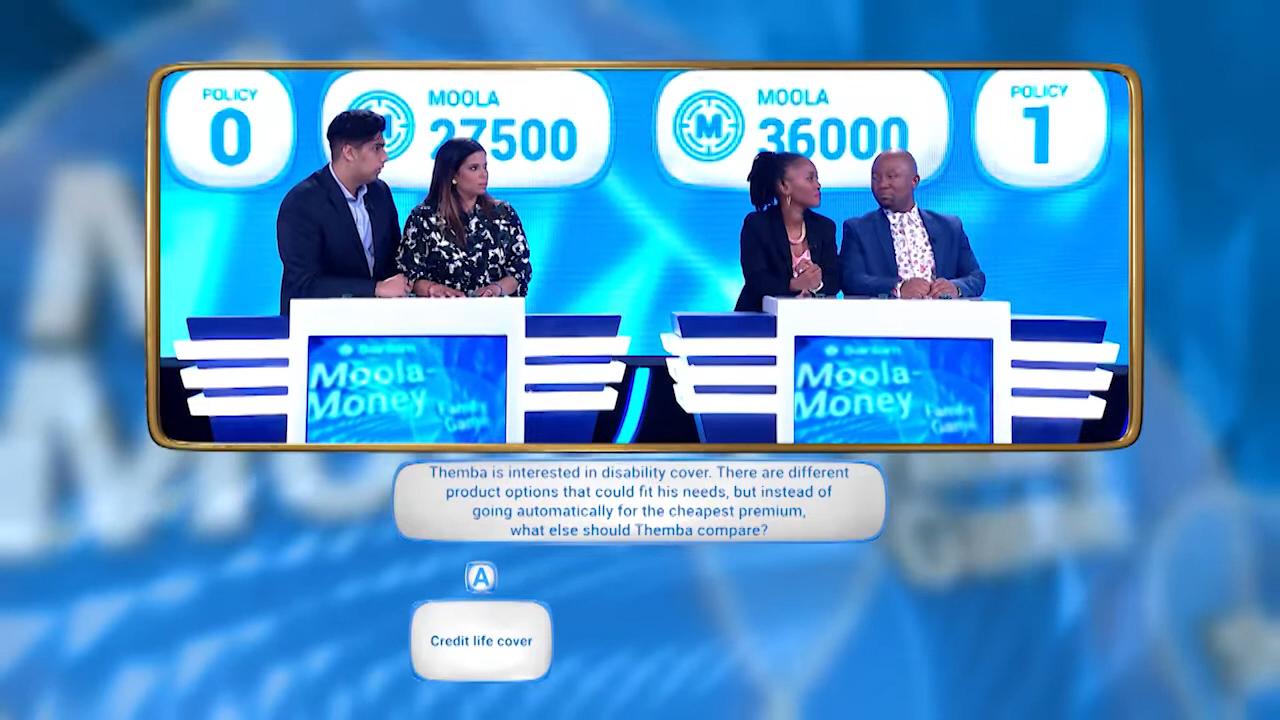 POLICY
0
MOOLA
27500
MOOLA
36000
POLICY
1
M
Moola-
Money
Moola-
Money
Themba is interested in disability cover. There are different
product options that could fit his needs, but instead of
going automatically for the cheapest premium,
what else should Themba compare?
A
Credit life cover